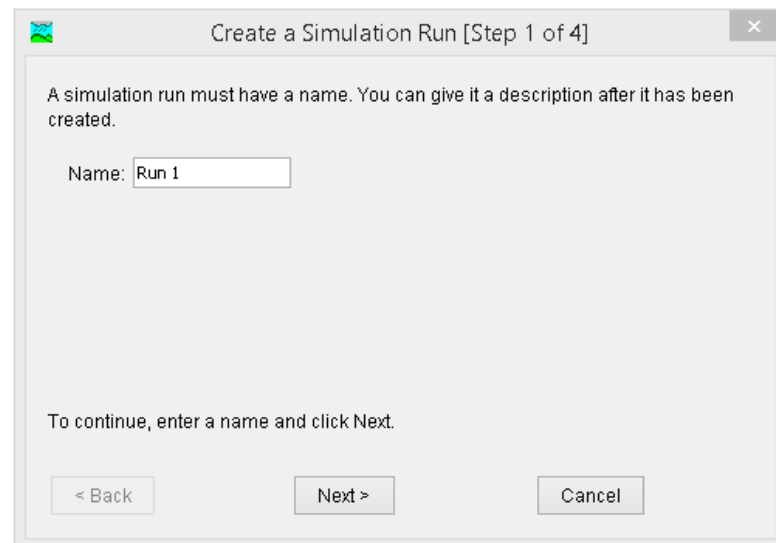 Create a Simulation Run [Step 1 of 4]
A simulation run must have a name. You can give it a description after it has been
created.
Name: Run 1
To continue, enter a name and click Next.
< Back Next > Cancel